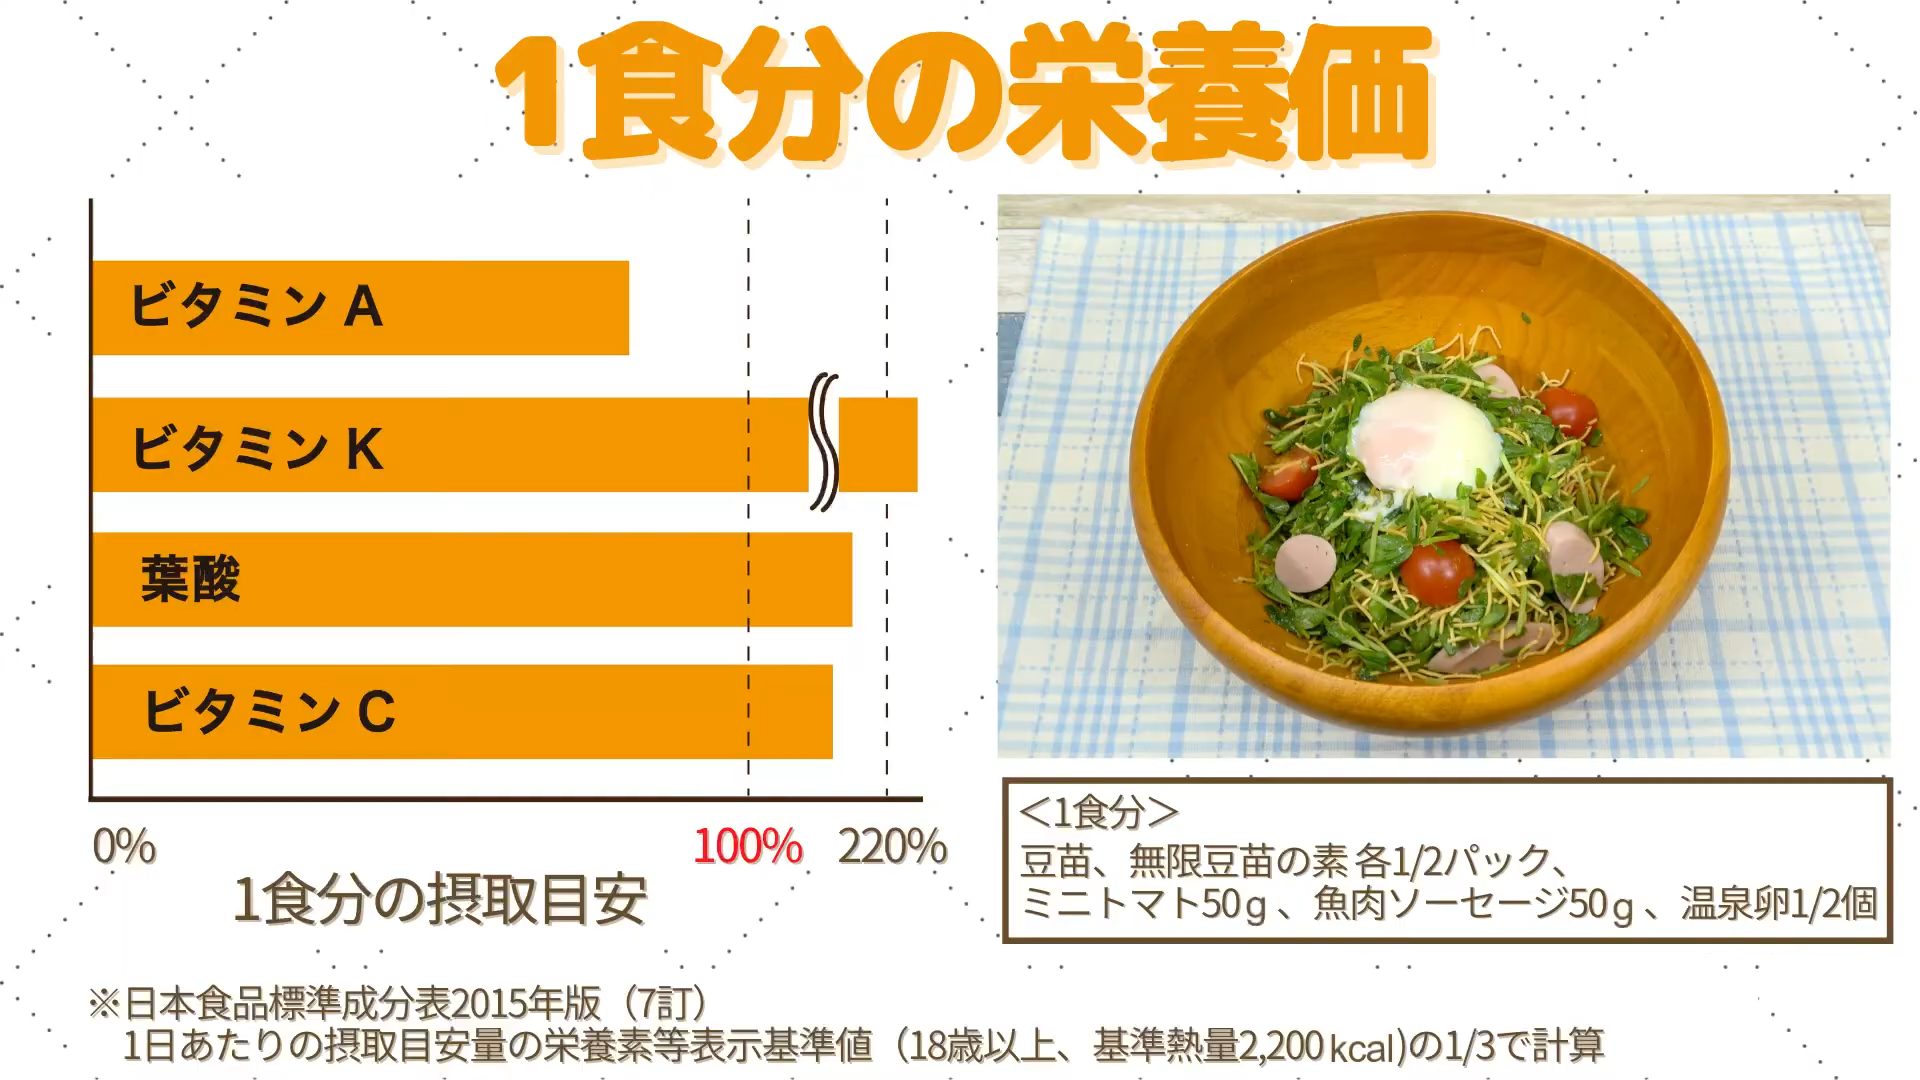 1食分の栄養価
ビタミン A
ビタミン K
葉酸
ビタミン C
0%
100%
220%
1食分の摂取目安
＜1食分＞
豆苗、無限豆苗の素 各1/2パック、
ミニトマト50ｇ、魚肉ソーセージ50ｇ、温泉卵1/2個
※日本食品標準成分表2015年版（7訂）
1日あたりの摂取目安量の栄養素等表示基準値（18歳以上、基準熱量2,200 kcal)の1/3で計算